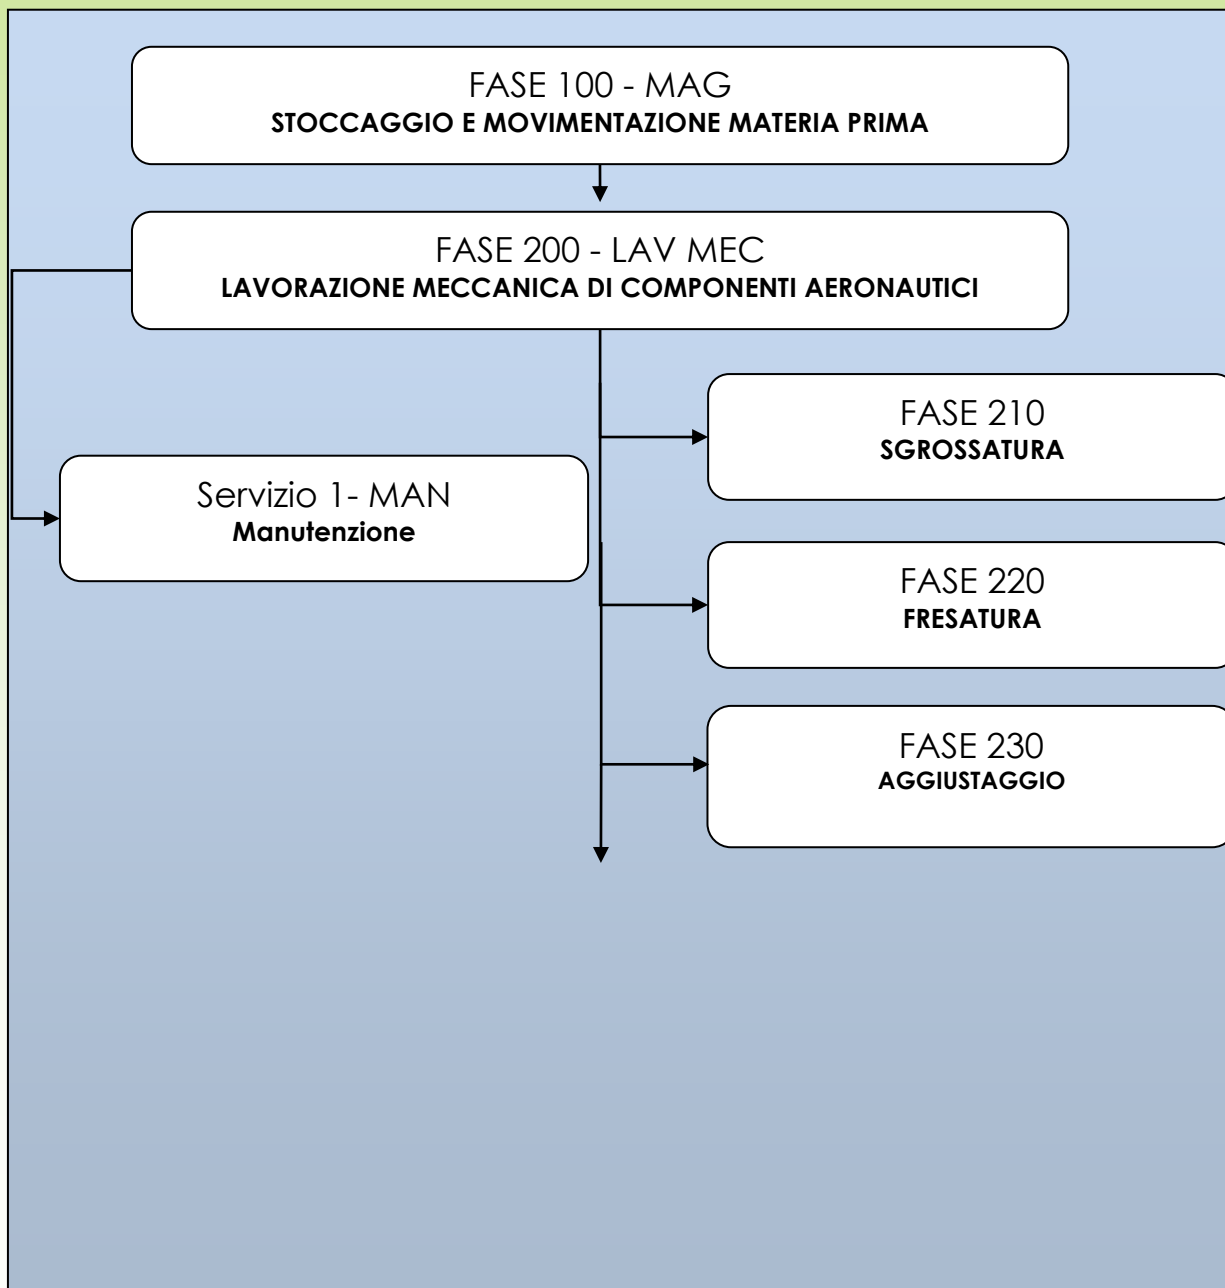 FASE 100 - MAG
STOCCAGGIO E MOVIMENTAZIONE MATERIA PRIMA
FASE 200 - LAV MEC
LAVORAZIONE MECCANICA DI COMPONENTI AERONAUTICI
FASE 210
SGROSSATURA
Servizio 1- MAN
Manutenzione
FASE 220
FRESATURA
FASE 230
AGGIUSTAGGIO